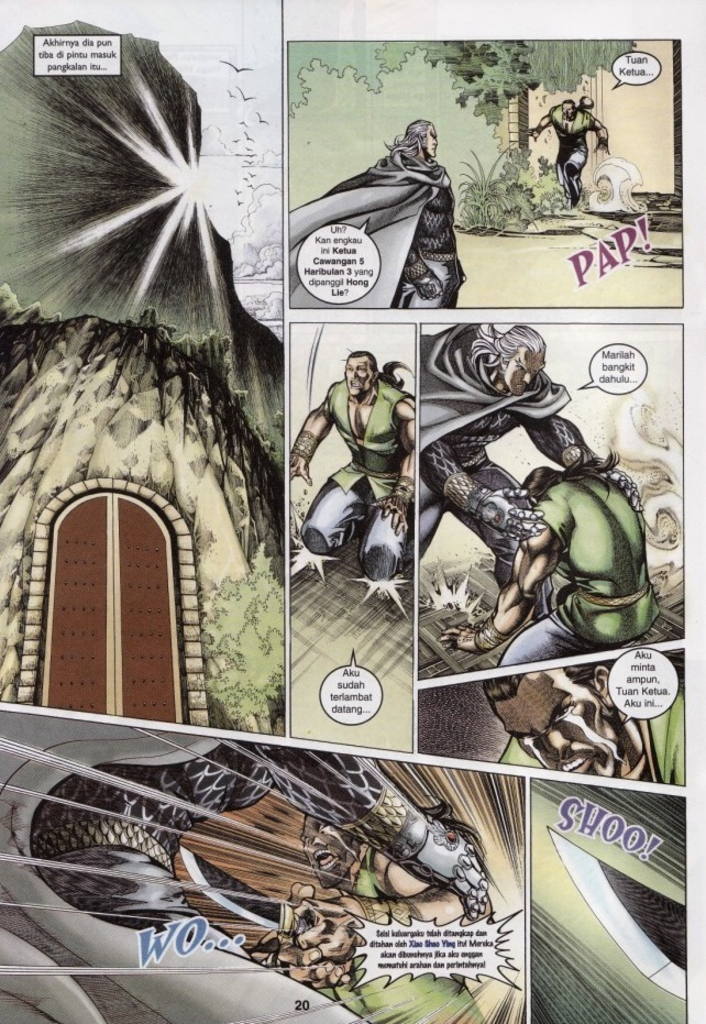 Akhirnya dia pun
tiba di pintu masuk
pangkalan itu...
Tuan
Ketua...
Uh?
Kan engkau
ini Ketua
Cawangan 5
Haribulan 3 yang
dipanggil Hong
Lie?
PAP!
Aku
sudah
terlambat
datang...
Marilah
bangkit
dahulu...
Aku
minta
ampun,
Tuan Ketua.
Aku ini...
WO...
Seisi keluargaku telah ditangkap dan
ditahan oleh Xiao Shao Ying itu! Mereka
akan dibunuhnya jika aku enggan
mematuhi arahan dan perintahnya!
SHOO!
20